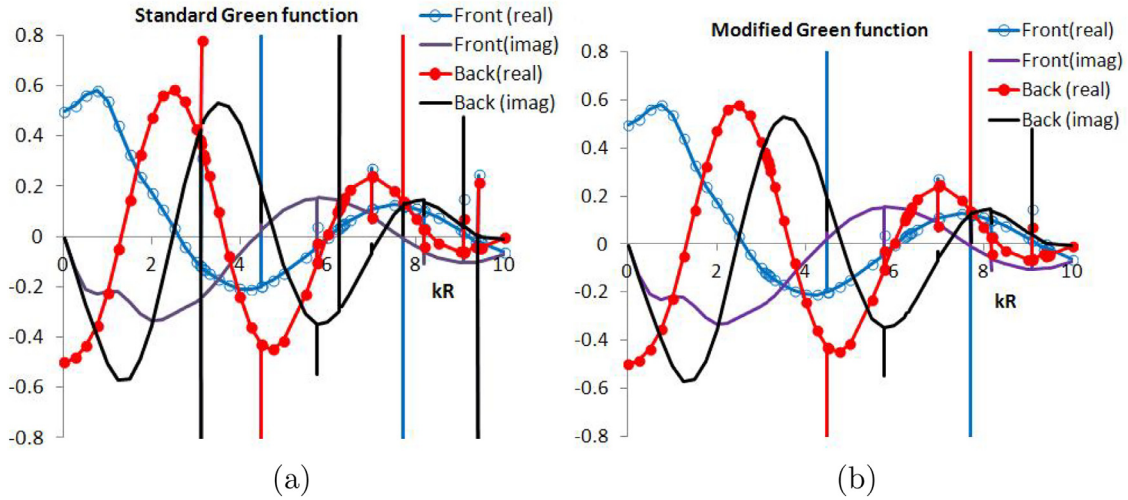 Standard Green function
Front (real)
Front(imag)
Back(real)
Back (imag)
0.8
0.6
0.4
0.2
0
-0.2
-0.4
-0.6
-0.8
0
2
4
6
8
10
kR
(a)
Modified Green function
Front(real)
Front(imag)
Back (real)
Back (imag)
0.8
0.6
0.4
0.2
0
-0.2
-0.4
-0.6
-0.8
0
2
4
6
8
10
kR
(b)